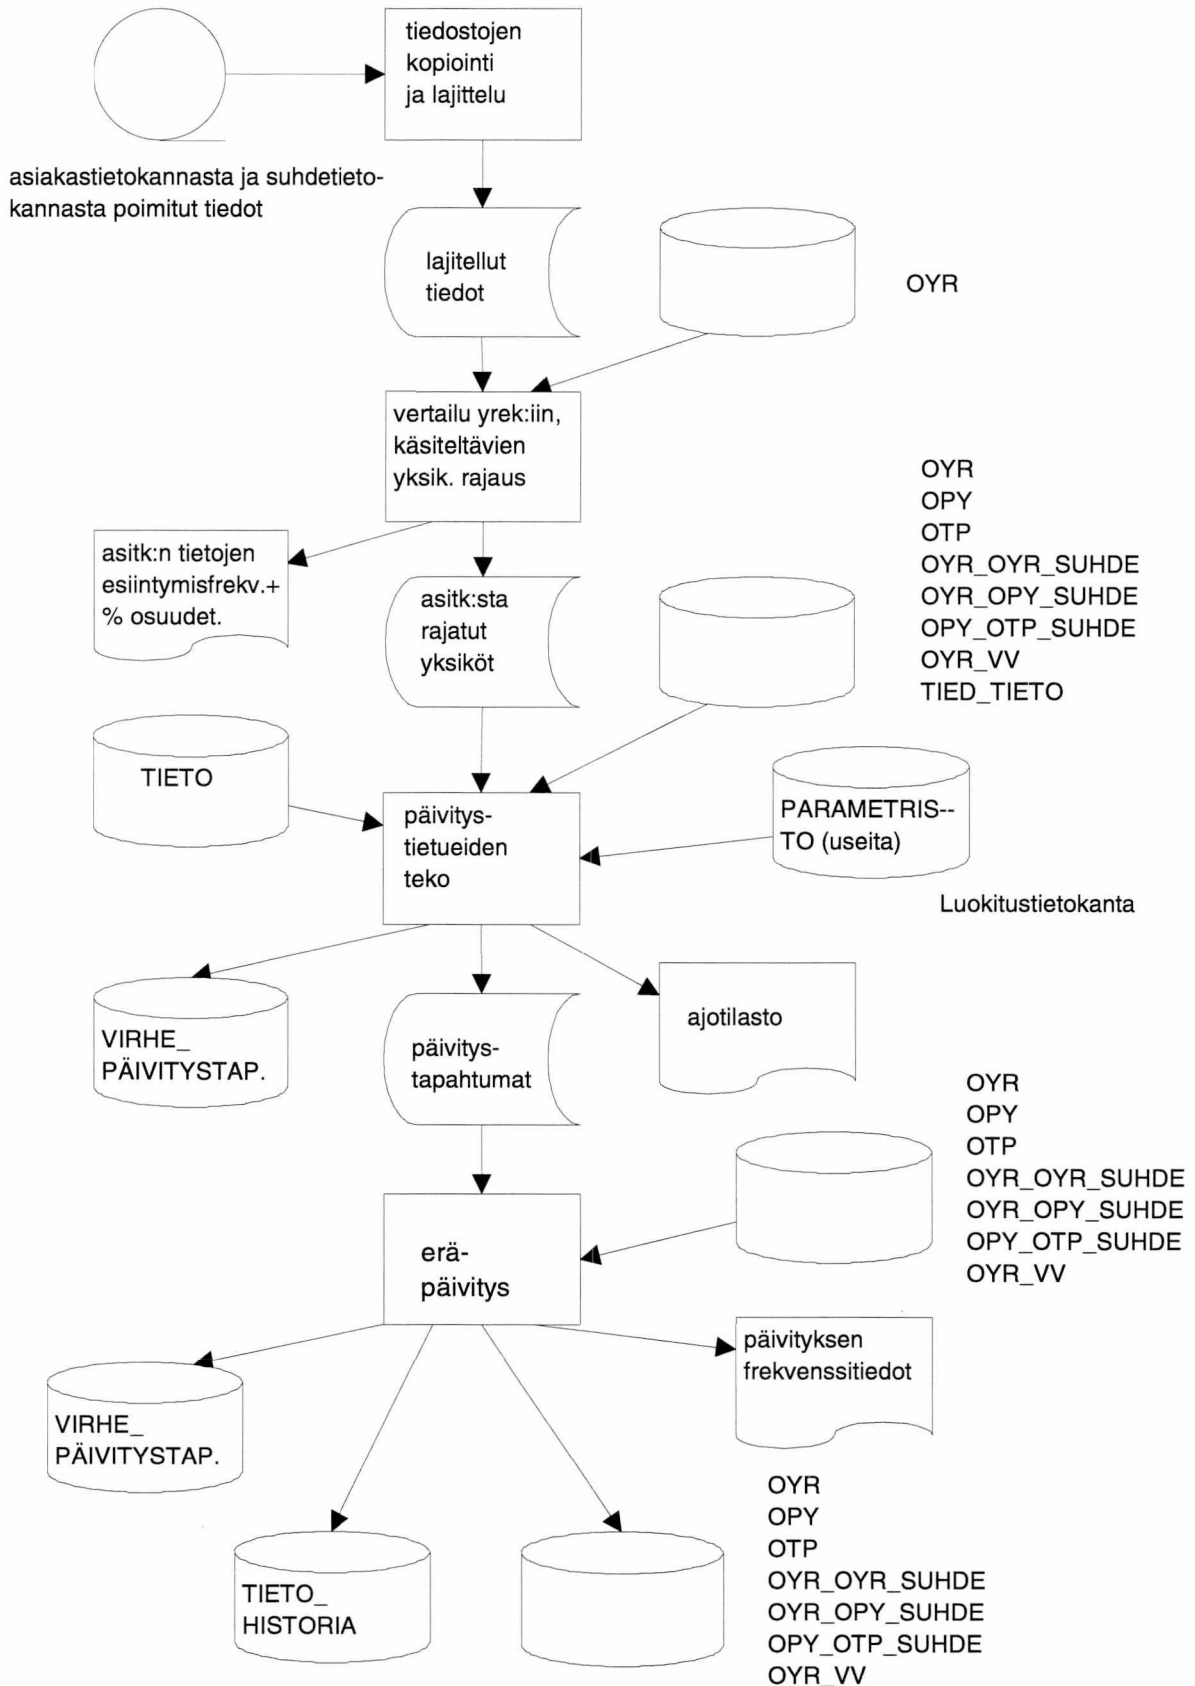 tiedostojen
kopiointi
ja lajittelu
asiakastietokannasta ja suhdetieto-
kannasta poimitut tiedot
lajitellut
tiedot
OYR
vertailu yrek:iin,
käsiteltävien
yksik. rajaus
asitk:n tietojen
esiintymisfrekv.+
% osuudet.
asitk:sta
rajatut
yksiköt
OYR
OPY
OTP
OYR_OYR_SUHDE
OYR_OPY_SUHDE
OPY_OTP_SUHDE
OYR_VV
TIED_TIETO
TIETO
päivitys-
tietueiden
teko
PARAMETRIS--
TO (useita)
Luokitustietokanta
VIRHE_
PÄIVITYSTAP.
päivitys-
tapahtumat
ajotilasto
OYR
OPY
OTP
OYR_OYR_SUHDE
OYR_OPY_SUHDE
OPY_OTP_SUHDE
OYR_VV
erä-
päivitys
päivityksen
frekvenssitiedot
VIRHE_
PÄIVITYSTAP.
TIETO_
HISTORIA
OYR
OPY
OTP
OYR_OYR_SUHDE
OYR_OPY_SUHDE
OPY_OTP_SUHDE
OYR_VV